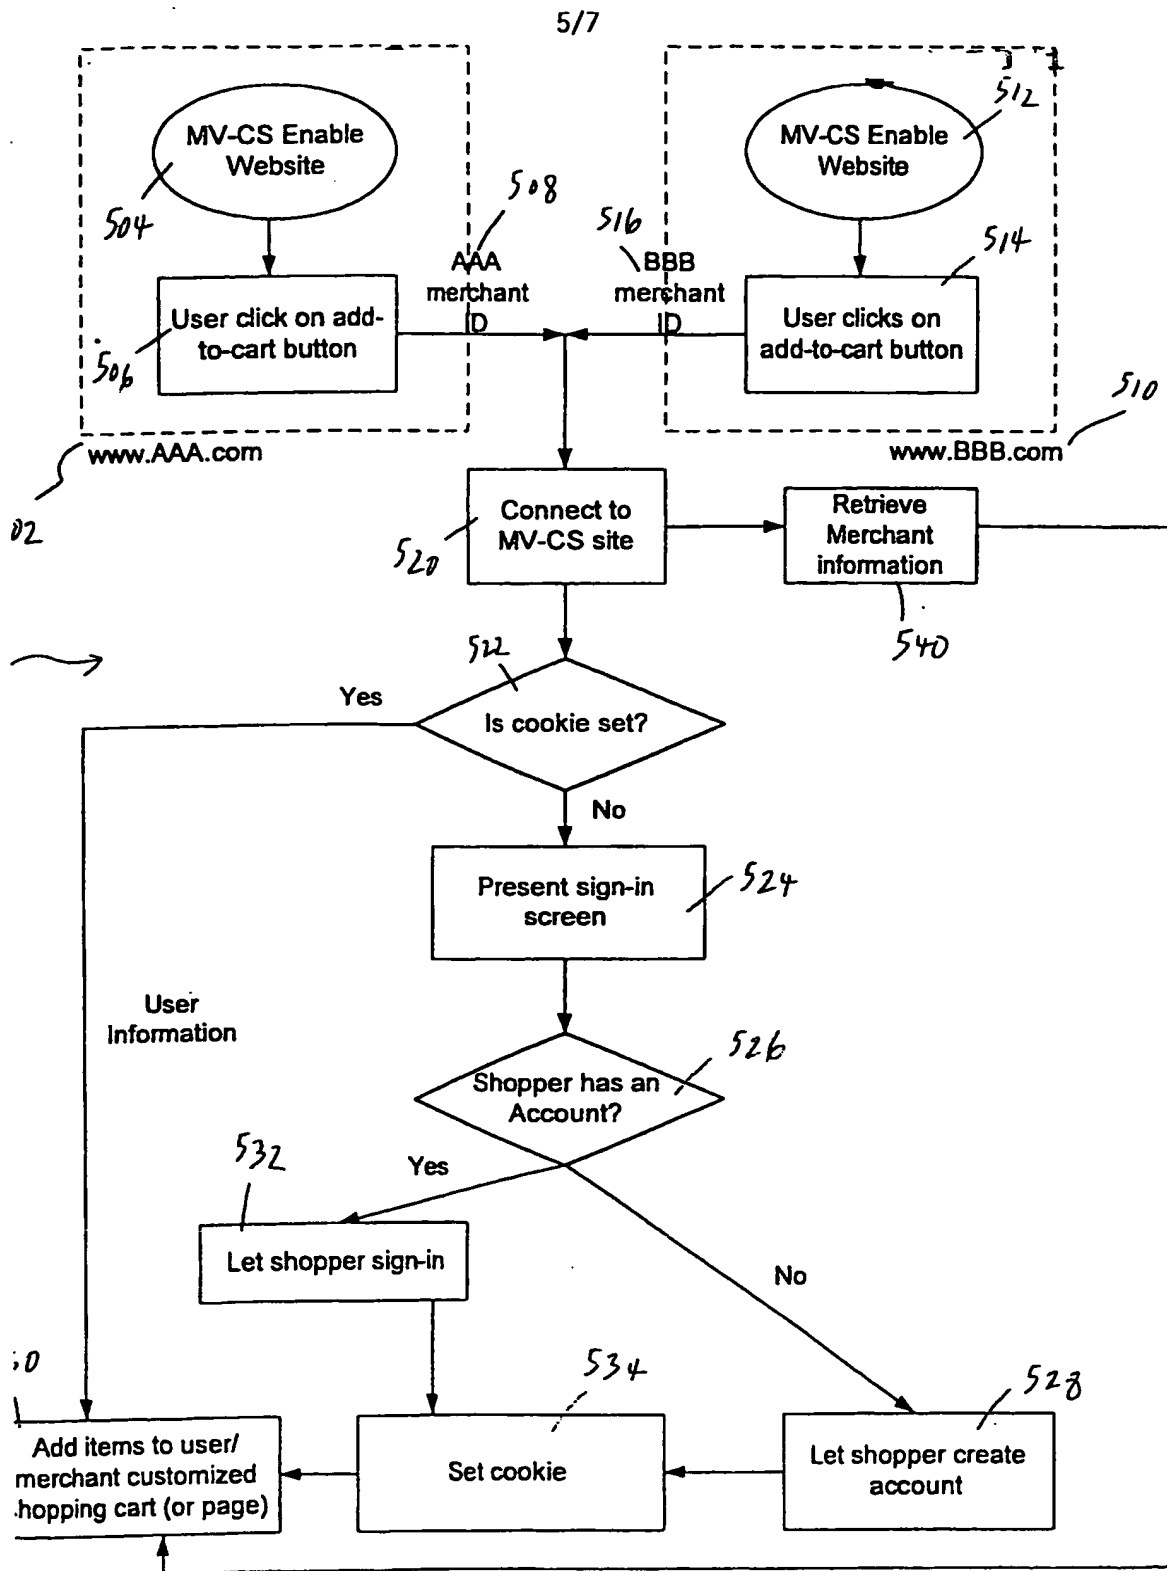 5/7
MV-CS Enable
Website
504
512
MV-CS Enable
Website
508
516
514
AAA
merchant
ID
BBB
merchant
ID
User click on add-
to-cart button
506
User clicks on
add-to-cart button
510
www.AAA.com
www.BBB.com
02
Connect to
MV-CS site
520
Retrieve
Merchant
information
540
522
Yes
Is cookie set?
No
Present sign-in
screen
524
User
Information
526
Shopper has an
Account?
532
Yes
Let shopper sign-in
No
534
528
Add items to user/
merchant customized
hopping cart (or page)
Set cookie
Let shopper create
account